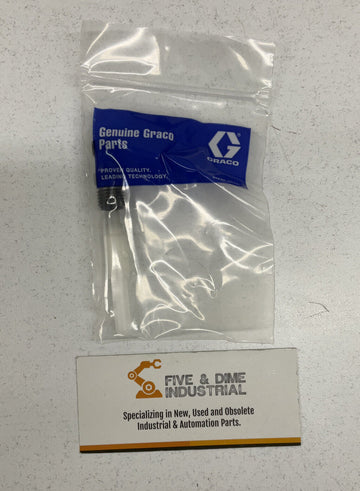 Genuine Graco
Parts
PROVEN QUALITY.
LEADING TECHNOLOGY.
GRACO
FIVE & DIME
INDUSTRIAL
Specializing in New, Used and Obsolete
Industrial & Automation Parts.